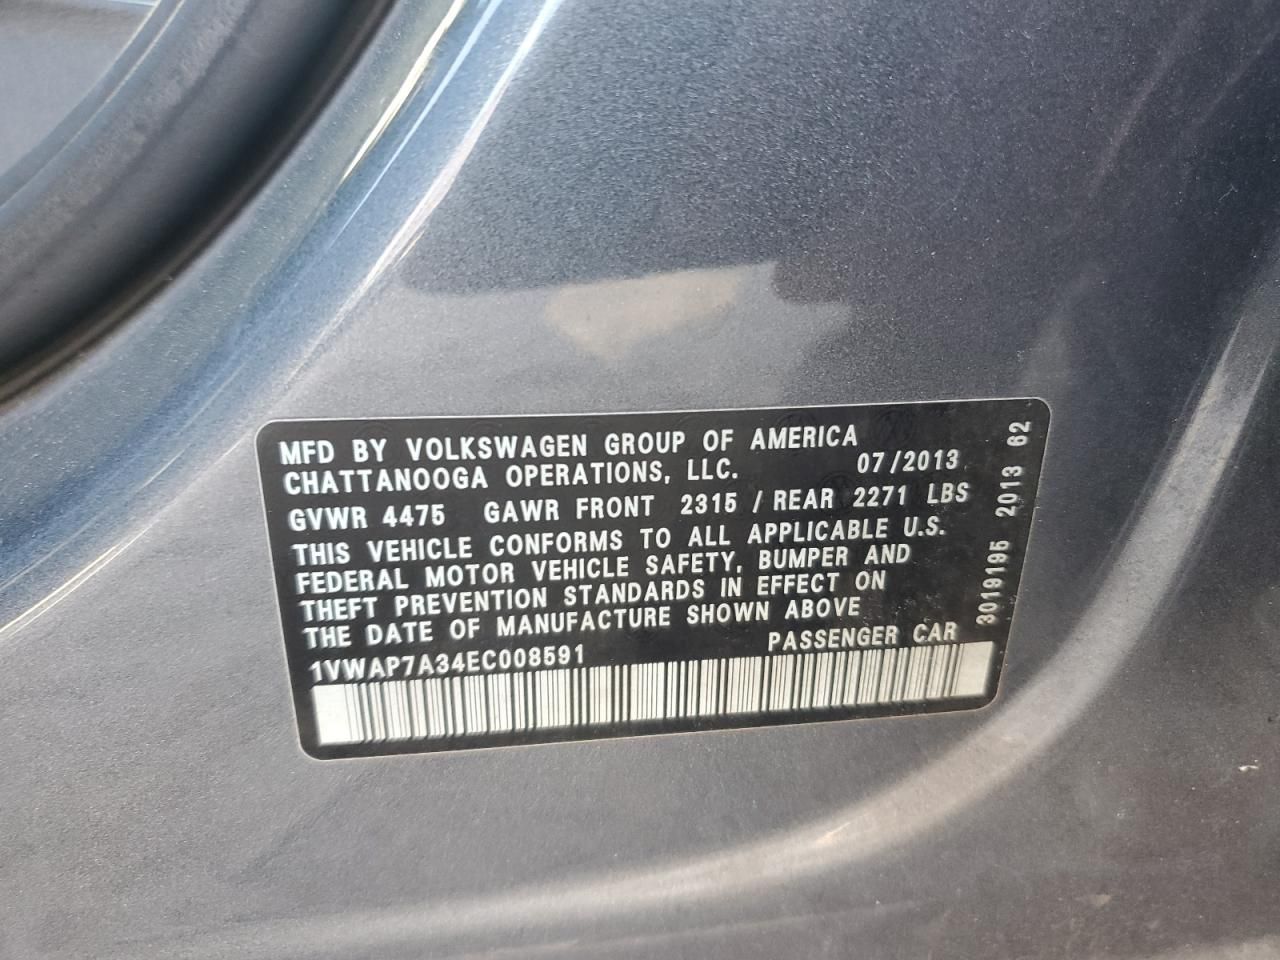 MFD BY VOLKSWAGEN GROUP OF AMERICA
CHATTANOOGA OPERATIONS, LLC. 07/2013
GVWR 4475 GAWR FRONT 2315 / REAR 2271 LBS
THIS VEHICLE CONFORMS TO ALL APPLICABLE U.S.
FEDERAL MOTOR VEHICLE SAFETY, BUMPER AND
THEFT PREVENTION STANDARDS IN EFFECT ON
THE DATE OF MANUFACTURE SHOWN ABOVE
1VWAP7A34EC008591 PASSENGER CAR
3019195 2013 62